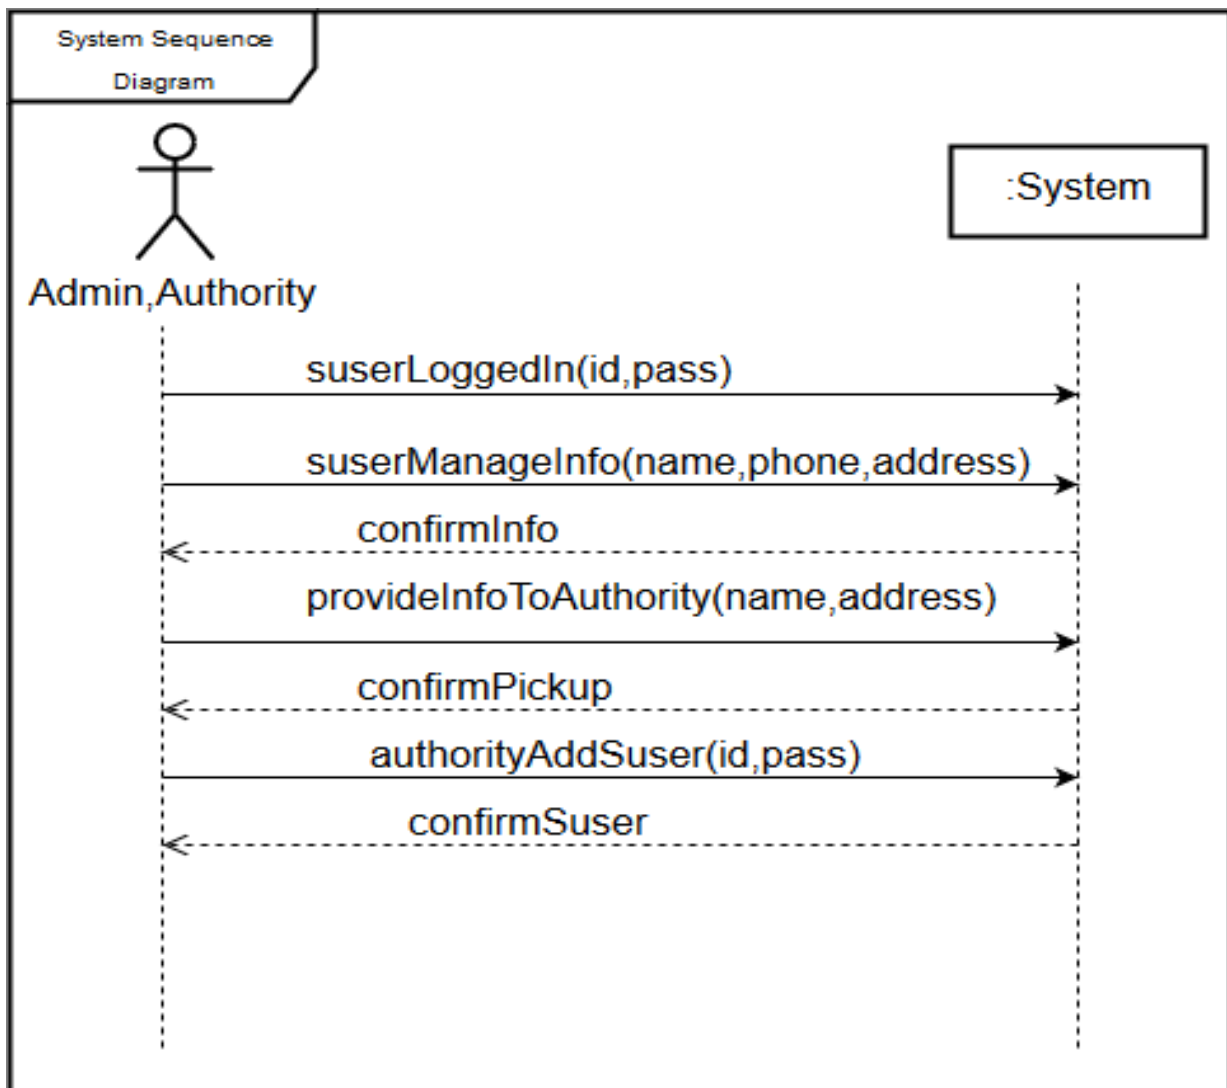 System Sequence
Diagram
:System
Admin,Authority
suserLoggedIn(id,pass)
suserManageInfo(name,phone,address)
confirmInfo
provideInfoToAuthority(name,address)
confirmPickup
authorityAddSuser(id,pass)
confirmSuser